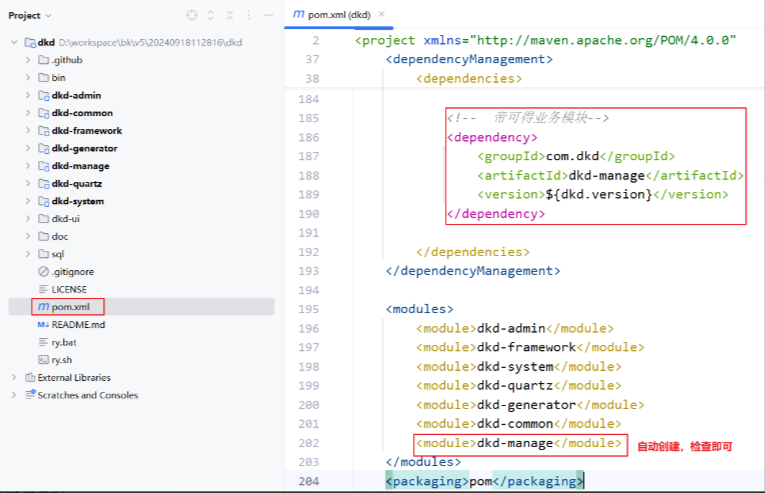 Project
dkd D:\workspace\bk\v5\20240918112816\dkd
.github
bin
dkd-admin
dkd-common
dkd-framework
dkd-generator
dkd-manage
dkd-quartz
dkd-system
dkd-ui
doc
sql
.gitignore
LICENSE
pom.xml
README.md
ry.bat
ry.sh
External Libraries
Scratches and Consoles
pom.xml (dkd)
2 <project xmlns="http://maven.apache.org/POM/4.0.0"
37 <dependencyManagement>
38 <dependencies>
184
185 <!-- 帝可得业务模块-->
186 <dependency>
187 <groupId>com.dkd</groupId>
188 <artifactId>dkd-manage</artifactId>
189 <version>${dkd.version}</version>
190 </dependency>
191
192 </dependencies>
193 </dependencyManagement>
194
195 <modules>
196 <module>dkd-admin</module>
197 <module>dkd-framework</module>
198 <module>dkd-system</module>
199 <module>dkd-quartz</module>
200 <module>dkd-generator</module>
201 <module>dkd-common</module>
202 <module>dkd-manage</module> 自动创建，检查即可
203 </modules>
204 <packaging>pom</packaging>